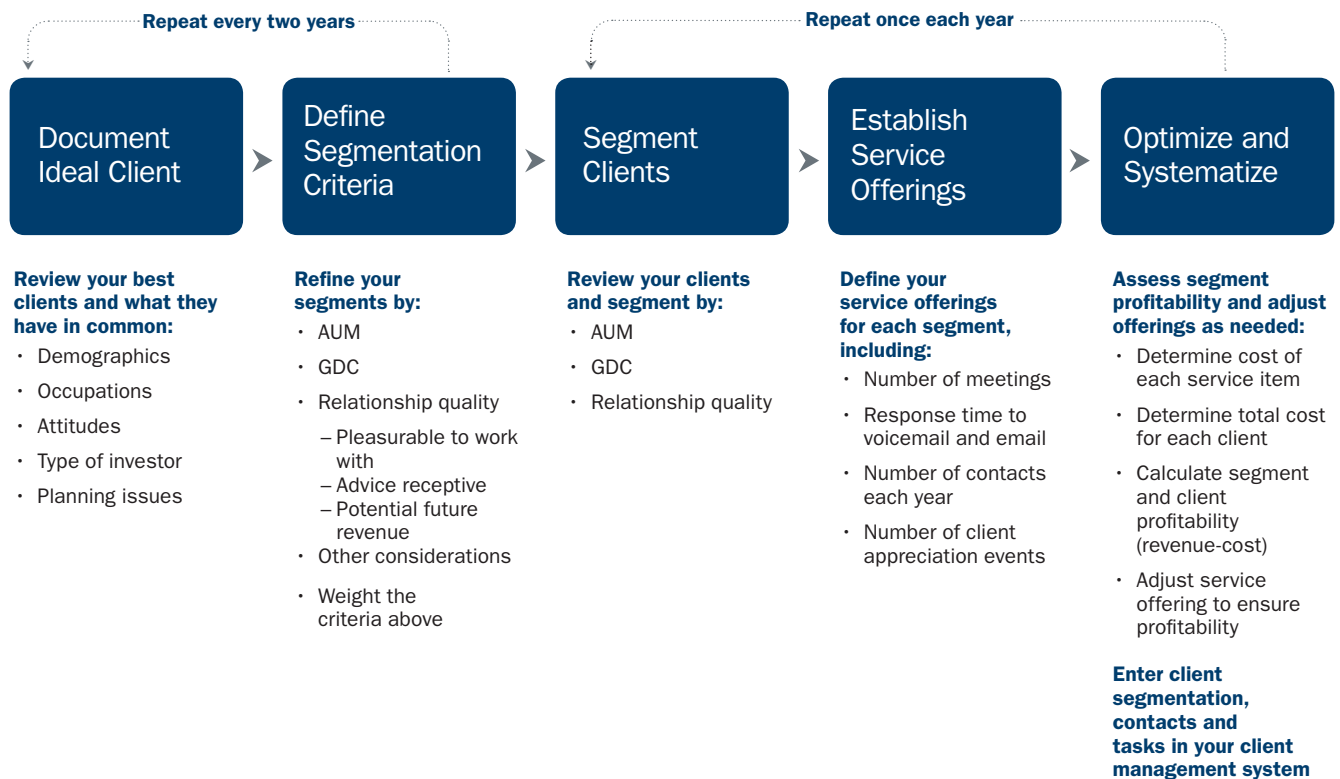 Repeat every two years
Repeat once each year
Document
Ideal Client
Define
Segmentation
Criteria
Segment
Clients
Establish
Service
Offerings
Optimize and
Systematize
Review your best
clients and what they
have in common:
· Demographics
· Occupations
· Attitudes
· Type of investor
· Planning issues
Refine your
segments by:
· AUM
· GDC
· Relationship quality
– Pleasurable to work
with
– Advice receptive
– Potential future
revenue
· Other considerations
· Weight the
criteria above
Review your clients
and segment by:
· AUM
· GDC
· Relationship quality
Define your
service offerings
for each segment,
including:
· Number of meetings
· Response time to
voicemail and email
· Number of contacts
each year
· Number of client
appreciation events
Assess segment
profitability and adjust
offerings as needed:
· Determine cost of
each service item
· Determine total cost
for each client
· Calculate segment
and client
profitability
(revenue-cost)
· Adjust service
offering to ensure
profitability
Enter client
segmentation,
contacts and
tasks in your client
management system